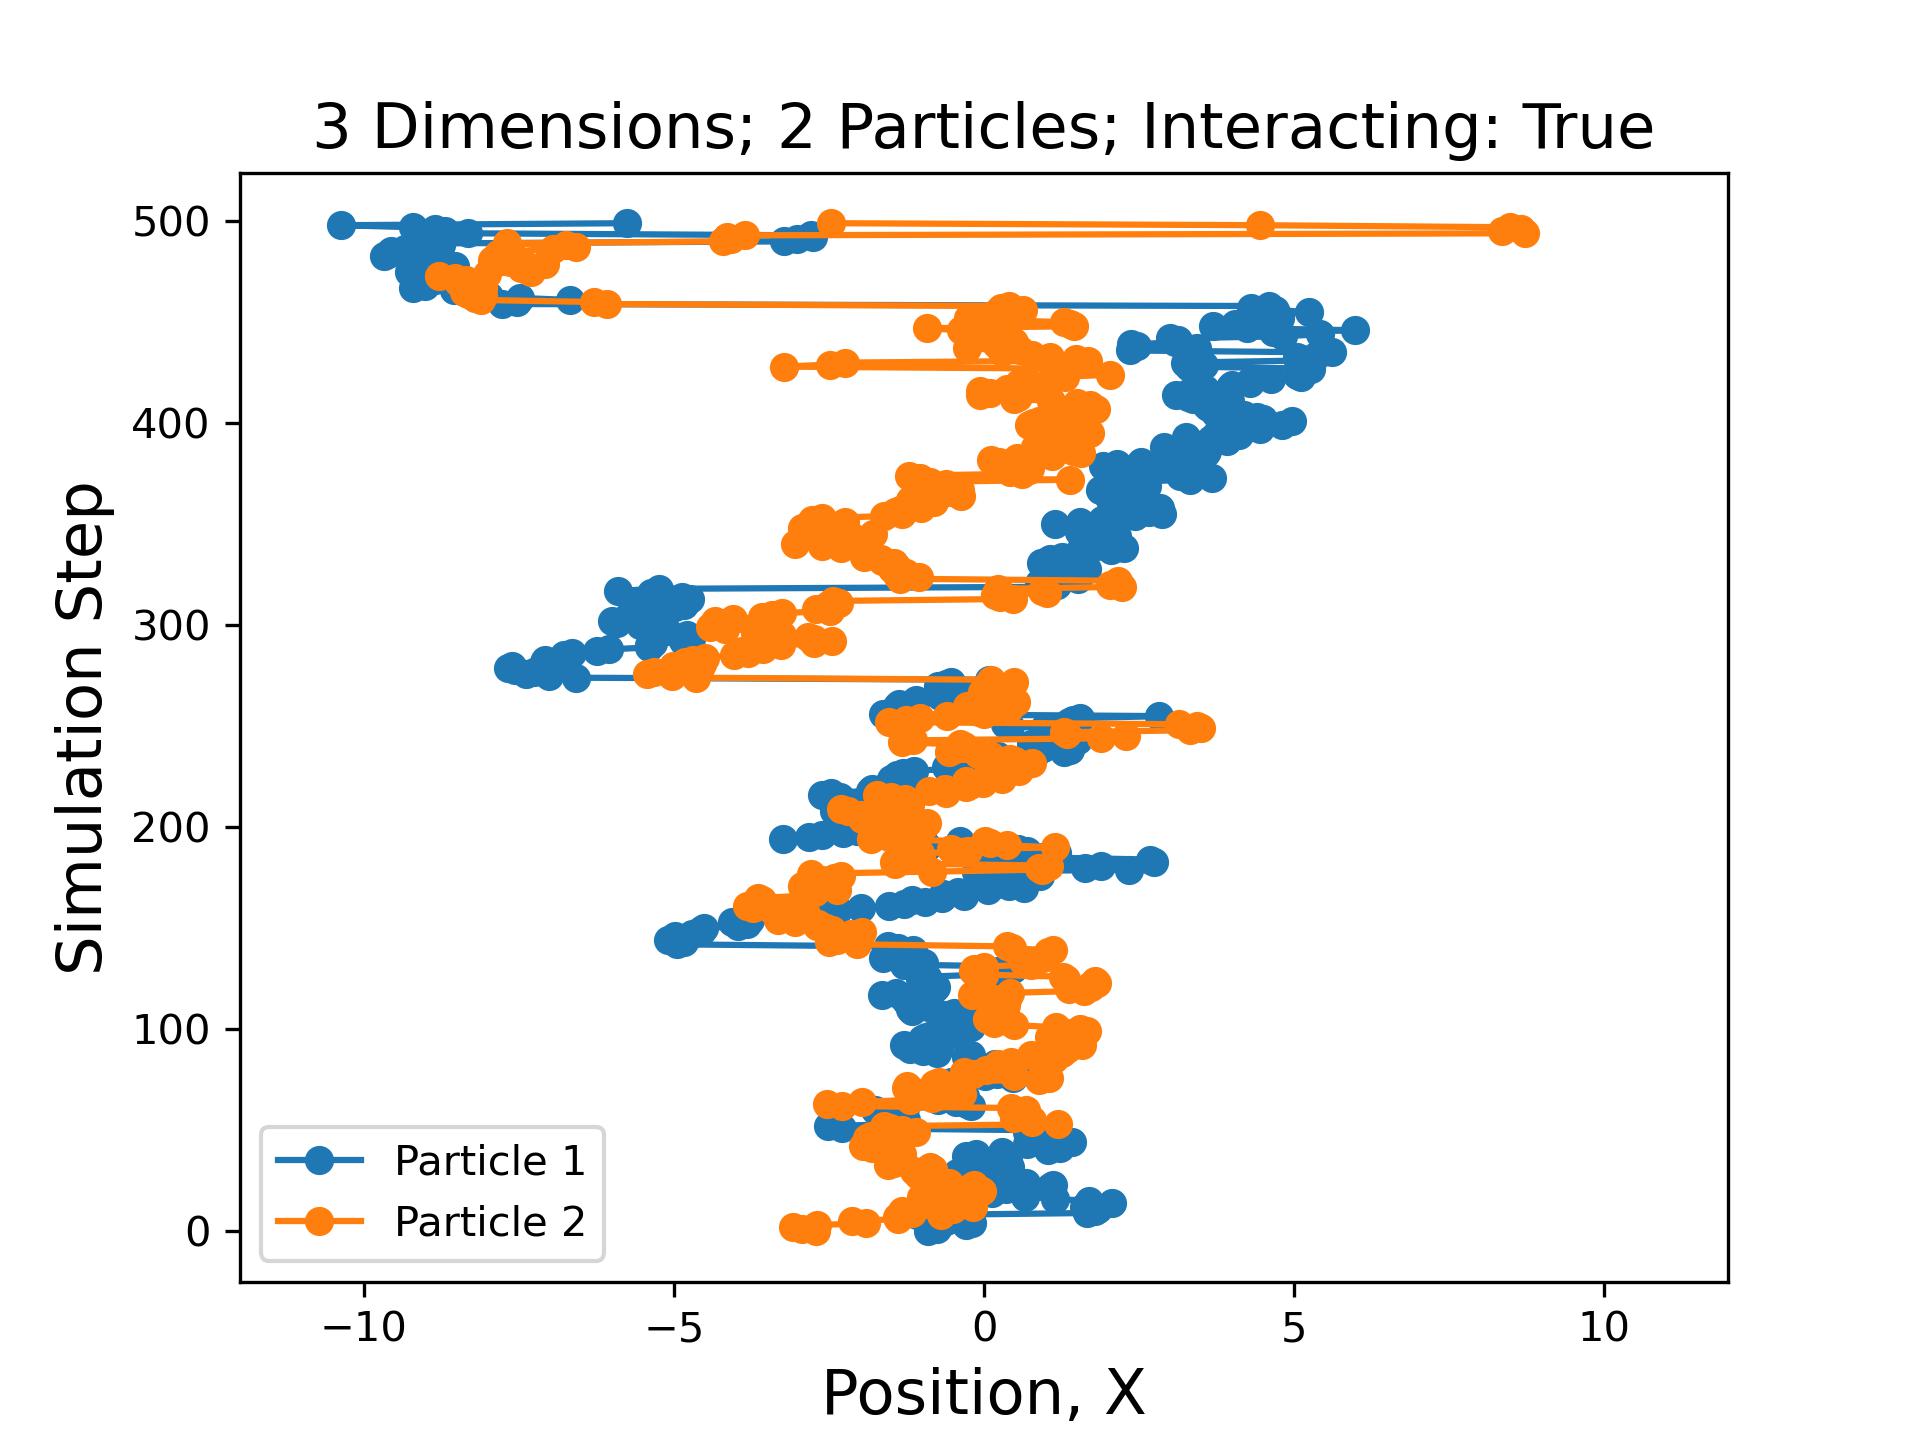 3 Dimensions; 2 Particles; Interacting: True
Simulation Step
500
400
300
200
100
0
Particle 1
Particle 2
−10
−5
0
5
10
Position, X